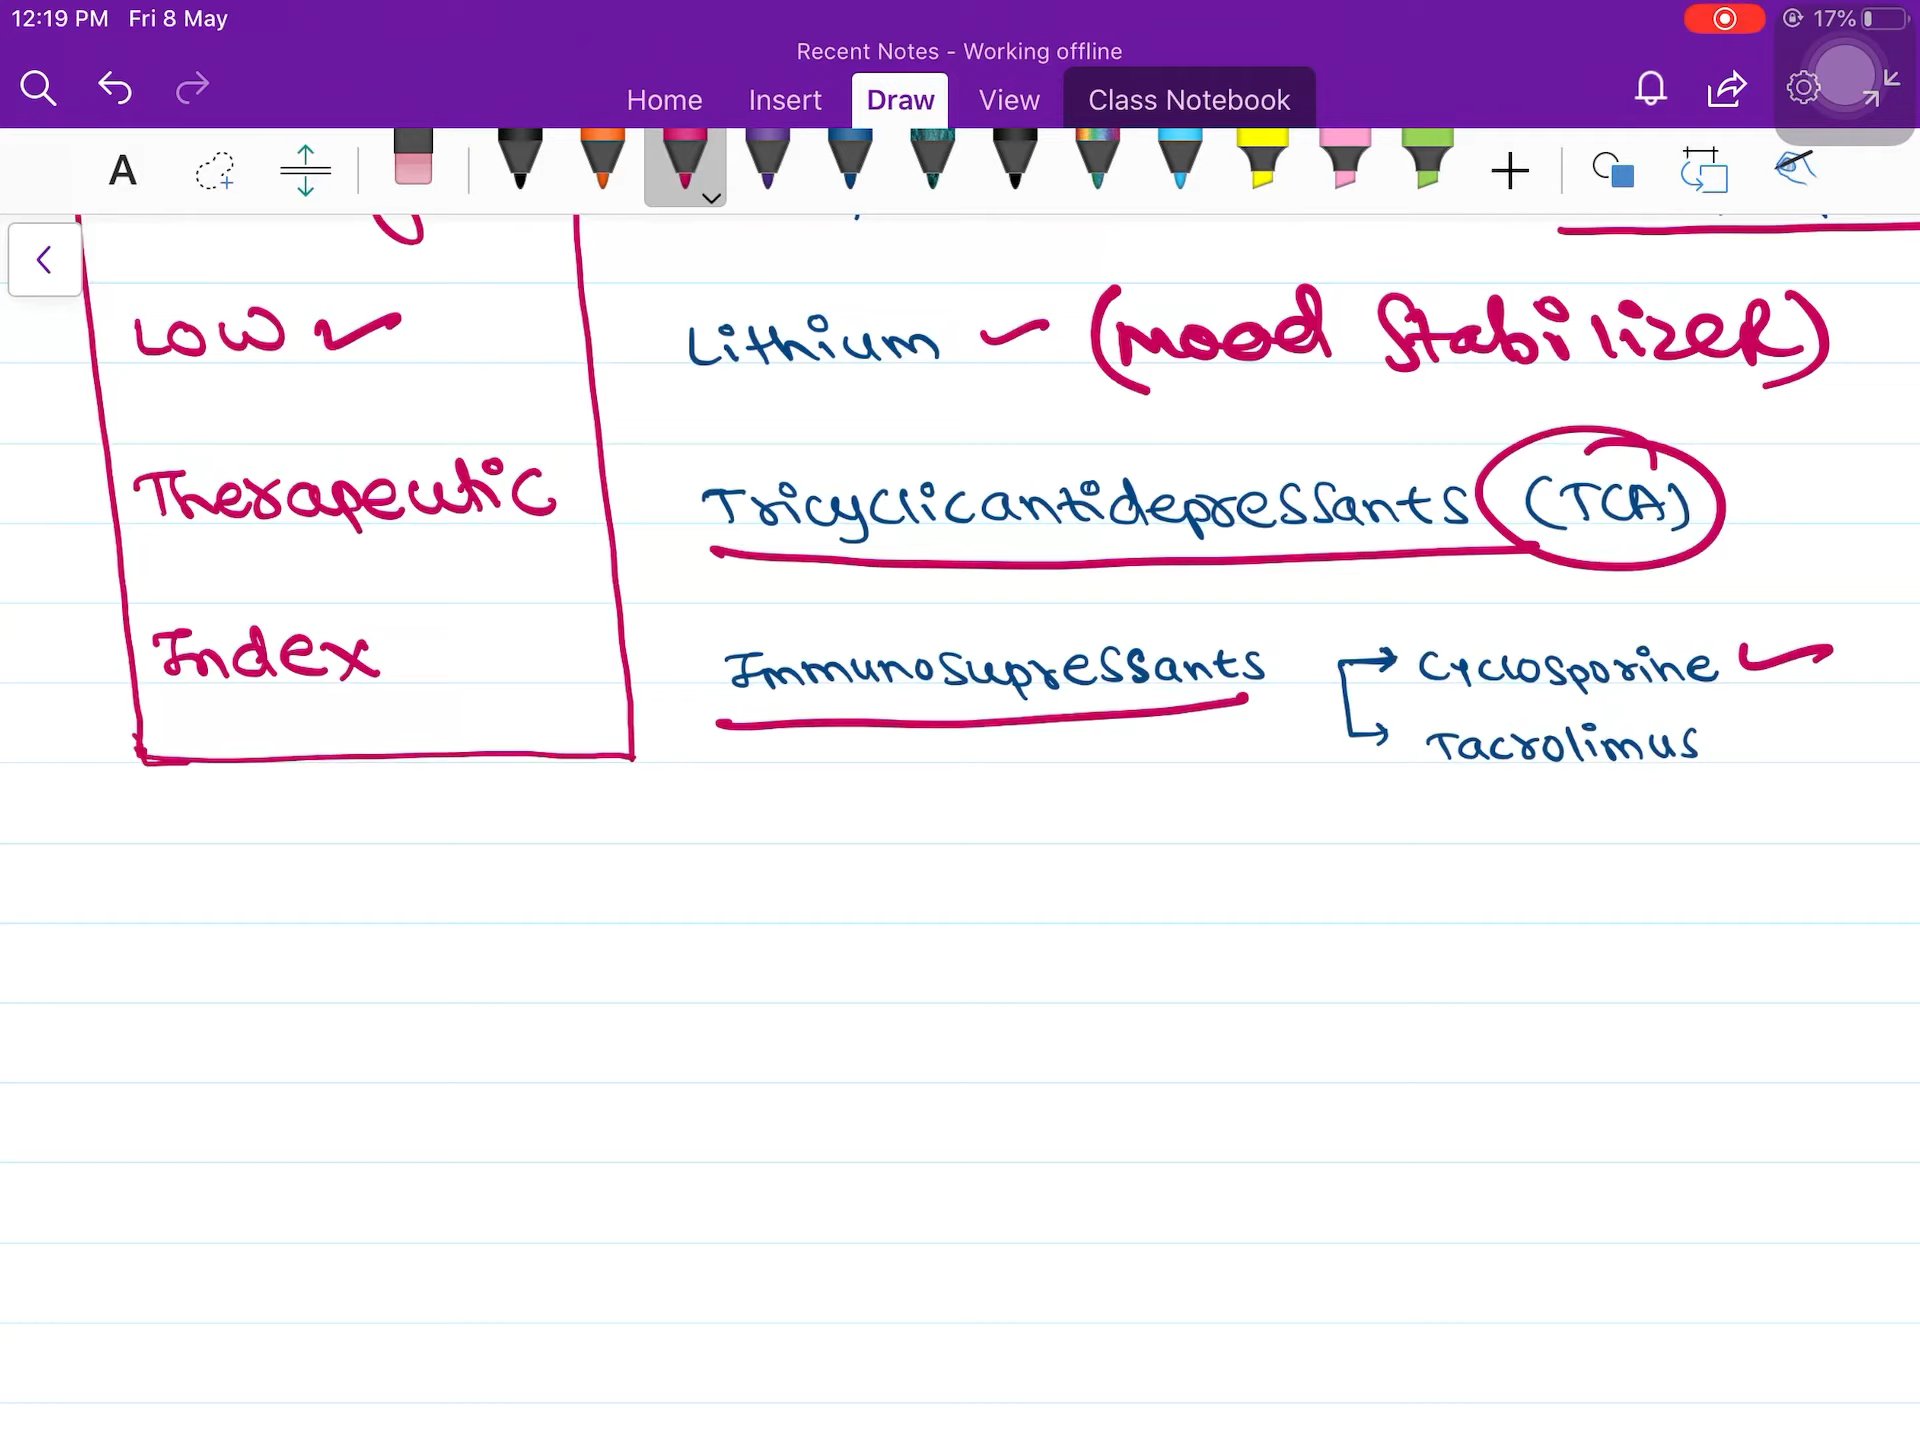 12:19 PM Fri 8 May
17%
Recent Notes - Working offline
Home Insert Draw View Class Notebook
A
Low Lithium (Mood Stabilizer)
Therapeutic Tricyclicantidepressants (TCA)
Index Immunosupressants Cyclosporine
Tacrolimus